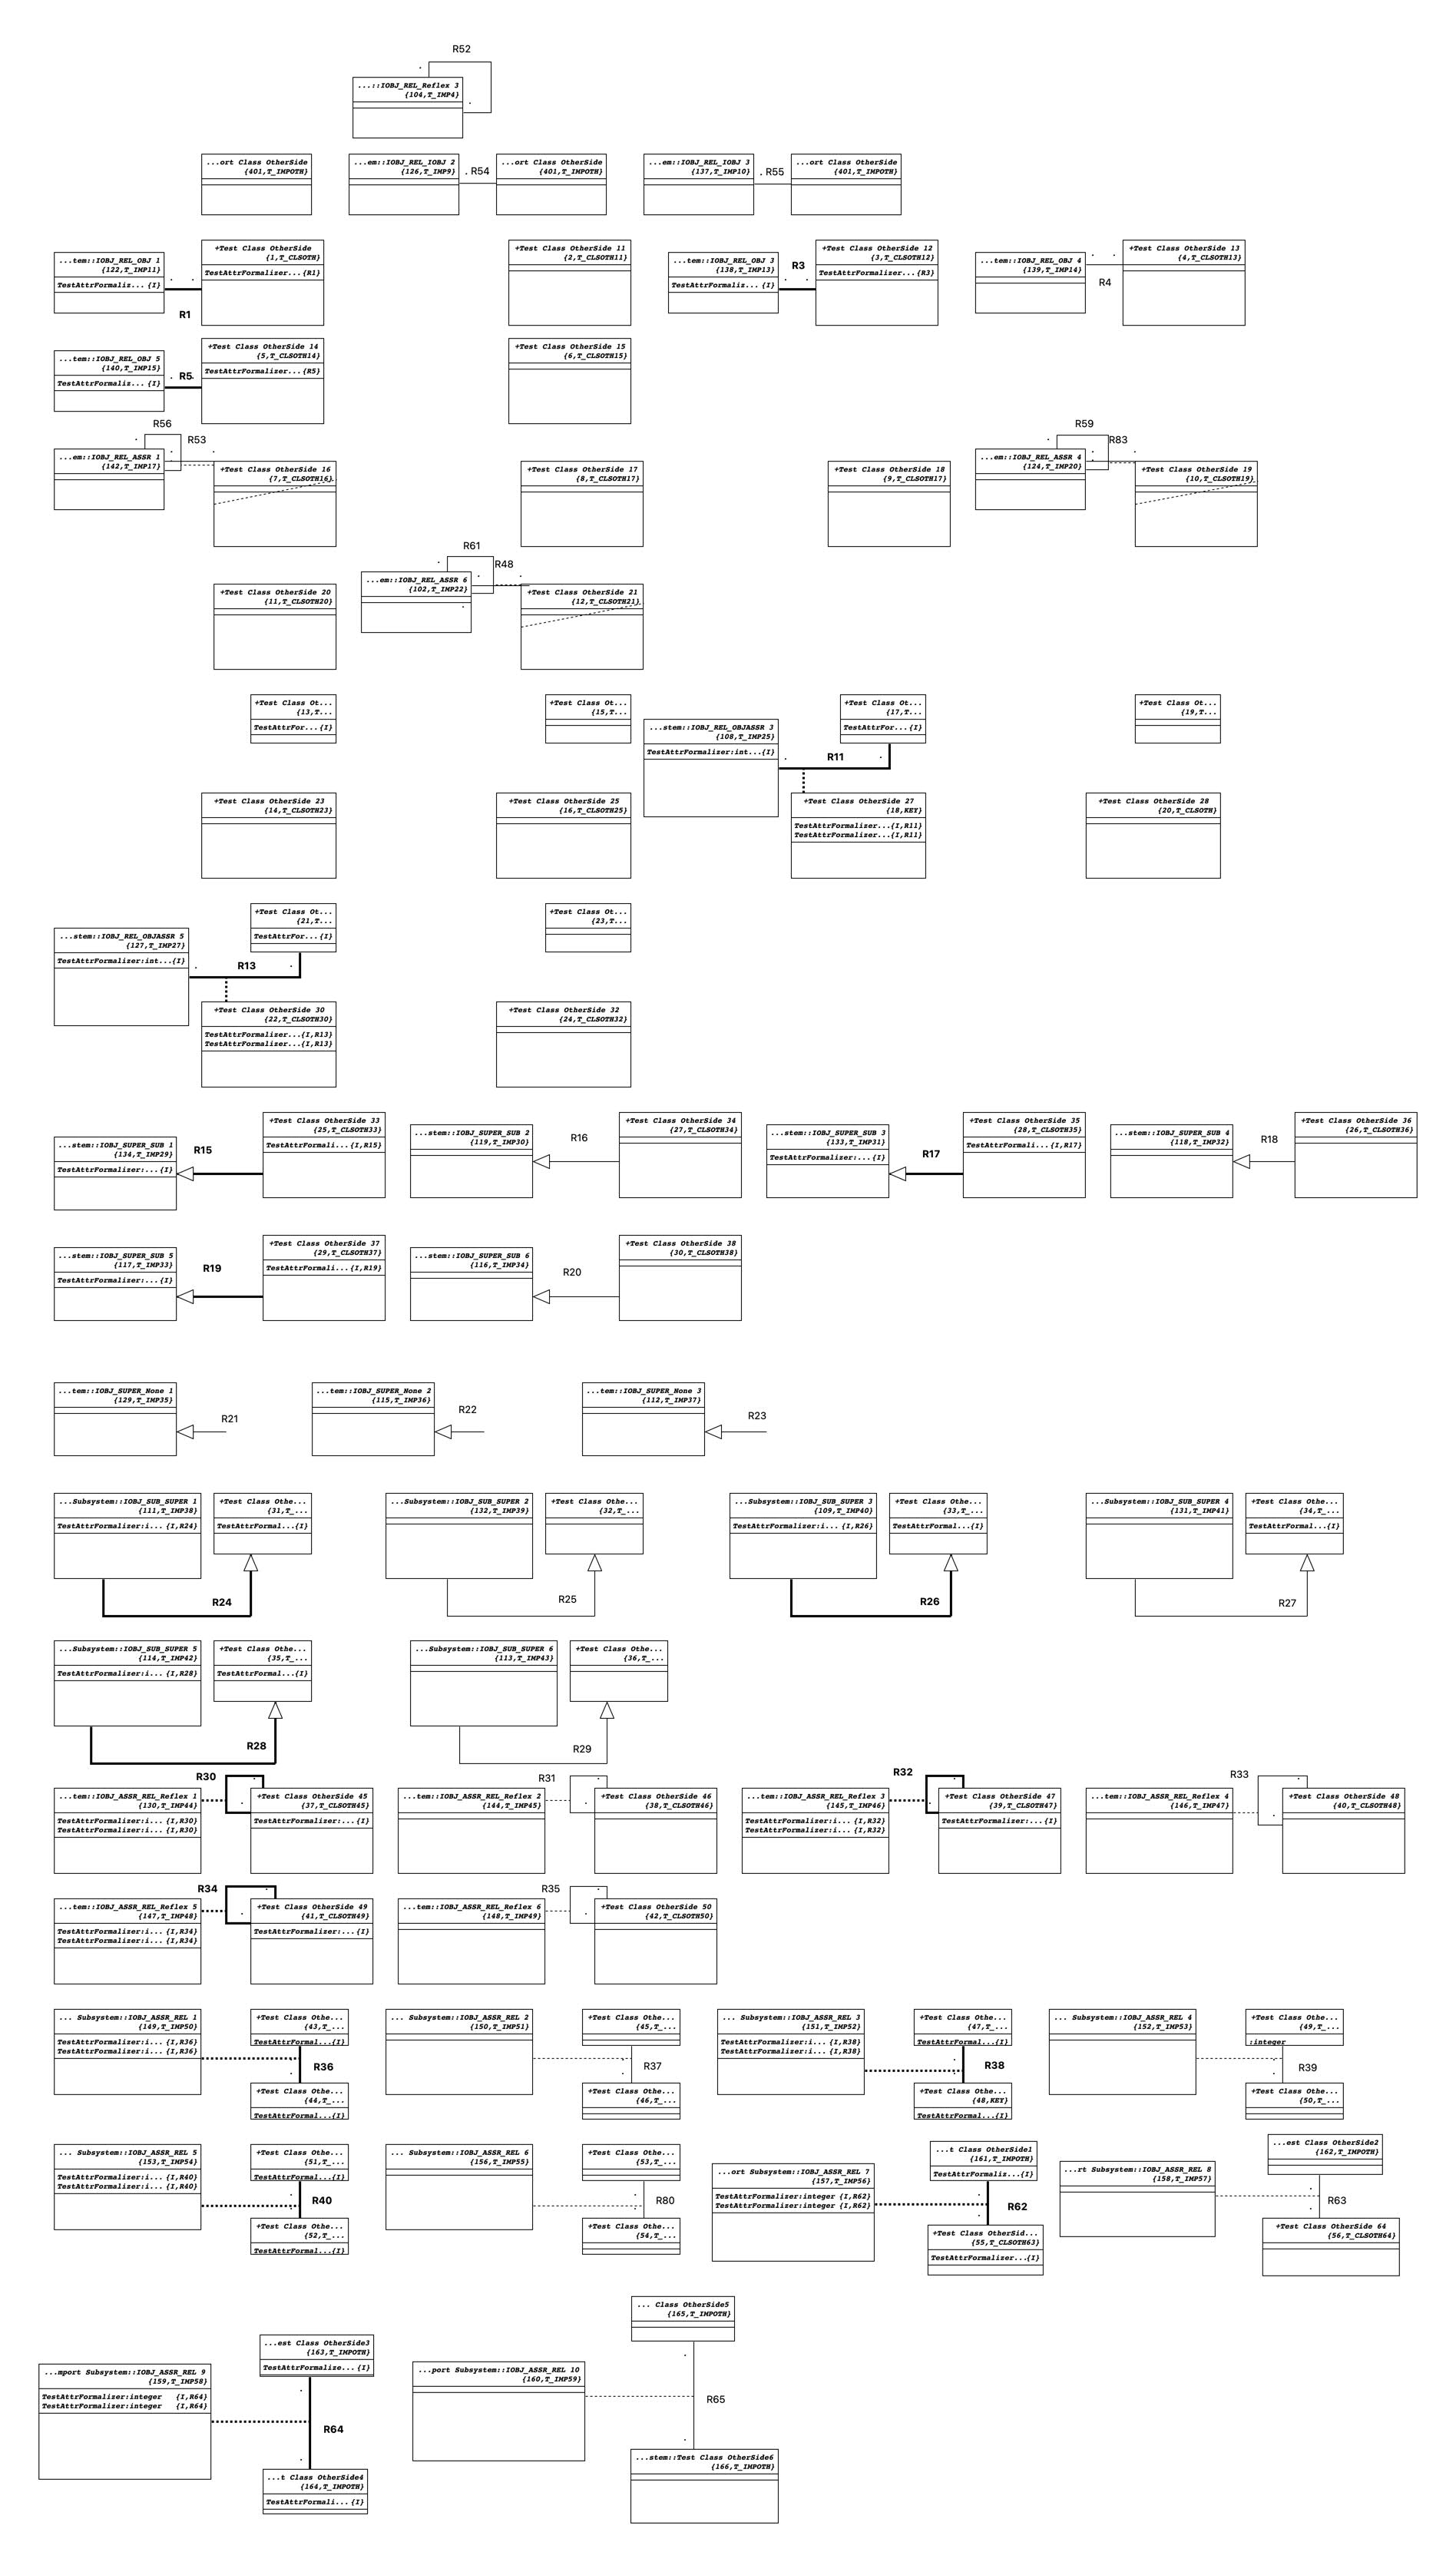 R52
...::IOBJ_REL_Reflex 3
{104,T_IMP4}
...ort Class OtherSide
{401,T_IMPOTH}
...em::IOBJ_REL_IOBJ 2
{126,T_IMP9}
R54
...ort Class OtherSide
{401,T_IMPOTH}
...em::IOBJ_REL_IOBJ 3
{137,T_IMP10}
R55
...ort Class OtherSide
{401,T_IMPOTH}
...tem::IOBJ_REL_OBJ 1
{122,T_IMP11}
TestAttrFormaliz... {I}
R1
+Test Class OtherSide
{1,T_CLSOTH}
TestAttrFormalizer... {R1}
+Test Class OtherSide 11
{2,T_CLSOTH11}
...tem::IOBJ_REL_OBJ 3
{138,T_IMP13}
TestAttrFormaliz... {I}
R3
+Test Class OtherSide 12
{3,T_CLSOTH12}
TestAttrFormalizer...{R3}
...tem::IOBJ_REL_OBJ 4
{139,T_IMP14}
R4
+Test Class OtherSide 13
{4,T_CLSOTH13}
...tem::IOBJ_REL_OBJ 5
{140,T_IMP15}
TestAttrFormaliz... {I}
R5
+Test Class OtherSide 14
{5,T_CLSOTH14}
TestAttrFormalizer...{R5}
+Test Class OtherSide 15
{6,T_CLSOTH15}
R56
R53
...em::IOBJ_REL_ASSR 1
{142,T_IMP17}
+Test Class OtherSide 16
{7,T_CLSOTH16}
+Test Class OtherSide 17
{8,T_CLSOTH17}
+Test Class OtherSide 18
{9,T_CLSOTH17}
R59
R83
...em::IOBJ_REL_ASSR 4
{124,T_IMP20}
+Test Class OtherSide 19
{10,T_CLSOTH19}
+Test Class OtherSide 20
{11,T_CLSOTH20}
R61
R48
...em::IOBJ_REL_ASSR 6
{102,T_IMP22}
+Test Class OtherSide 21
{12,T_CLSOTH21}
+Test Class Ot...
{13,T...
TestAttrFor...{I}
+Test Class Ot...
{15,T...
...stem::IOBJ_REL_OBJASSR 3
{108,T_IMP25}
TestAttrFormalizer:int...{I}
R11
+Test Class Ot...
{17,T...
TestAttrFor...{I}
+Test Class Ot...
{19,T...
+Test Class OtherSide 23
{14,T_CLSOTH23}
+Test Class OtherSide 25
{16,T_CLSOTH25}
+Test Class OtherSide 27
{18,KEY}
TestAttrFormalizer...{I,R11}
TestAttrFormalizer...{I,R11}
+Test Class OtherSide 28
{20,T_CLSOTH}
...stem::IOBJ_REL_OBJASSR 5
{127,T_IMP27}
TestAttrFormalizer:int...{I}
R13
+Test Class Ot...
{21,T...
TestAttrFor...{I}
+Test Class Ot...
{23,T...
+Test Class OtherSide 30
{22,T_CLSOTH30}
TestAttrFormalizer...{I,R13}
TestAttrFormalizer...{I,R13}
+Test Class OtherSide 32
{24,T_CLSOTH32}
...stem::IOBJ_SUPER_SUB 1
{134,T_IMP29}
TestAttrFormalizer:...{I}
R15
+Test Class OtherSide 33
{25,T_CLSOTH33}
TestAttrFormali...{I,R15}
...stem::IOBJ_SUPER_SUB 2
{119,T_IMP30}
R16
+Test Class OtherSide 34
{27,T_CLSOTH34}
...stem::IOBJ_SUPER_SUB 3
{133,T_IMP31}
TestAttrFormalizer:...{I}
R17
+Test Class OtherSide 35
{28,T_CLSOTH35}
TestAttrFormali...{I,R17}
...stem::IOBJ_SUPER_SUB 4
{118,T_IMP32}
R18
+Test Class OtherSide 36
{26,T_CLSOTH36}
...stem::IOBJ_SUPER_SUB 5
{117,T_IMP33}
TestAttrFormalizer:...{I}
R19
+Test Class OtherSide 37
{29,T_CLSOTH37}
TestAttrFormali...{I,R19}
...stem::IOBJ_SUPER_SUB 6
{116,T_IMP34}
R20
+Test Class OtherSide 38
{30,T_CLSOTH38}
...tem::IOBJ_SUPER_None 1
{129,T_IMP35}
R21
...tem::IOBJ_SUPER_None 2
{115,T_IMP36}
R22
...tem::IOBJ_SUPER_None 3
{112,T_IMP37}
R23
...Subsystem::IOBJ_SUB_SUPER 1
{111,T_IMP38}
TestAttrFormalizer:i... {I,R24}
+Test Class Othe...
{31,T_...
TestAttrFormal...{I}
R24
...Subsystem::IOBJ_SUB_SUPER 2
{132,T_IMP39}
+Test Class Othe...
{32,T_...
R25
...Subsystem::IOBJ_SUB_SUPER 3
{109,T_IMP40}
TestAttrFormalizer:i... {I,R26}
+Test Class Othe...
{33,T_...
TestAttrFormal...{I}
R26
...Subsystem::IOBJ_SUB_SUPER 4
{131,T_IMP41}
+Test Class Othe...
{34,T_...
TestAttrFormal...{I}
R27
...Subsystem::IOBJ_SUB_SUPER 5
{114,T_IMP42}
TestAttrFormalizer:i... {I,R28}
+Test Class Othe...
{35,T_...
TestAttrFormal...{I}
R28
...Subsystem::IOBJ_SUB_SUPER 6
{113,T_IMP43}
+Test Class Othe...
{36,T_...
R29
R30
...tem::IOBJ_ASSR_REL_Reflex 1
{130,T_IMP44}
TestAttrFormalizer:i... {I,R30}
TestAttrFormalizer:i... {I,R30}
+Test Class OtherSide 45
{37,T_CLSOTH45}
TestAttrFormalizer:...{I}
R31
...tem::IOBJ_ASSR_REL_Reflex 2
{144,T_IMP45}
+Test Class OtherSide 46
{38,T_CLSOTH46}
R32
...tem::IOBJ_ASSR_REL_Reflex 3
{145,T_IMP46}
TestAttrFormalizer:i... {I,R32}
TestAttrFormalizer:i... {I,R32}
+Test Class OtherSide 47
{39,T_CLSOTH47}
TestAttrFormalizer:...{I}
R33
...tem::IOBJ_ASSR_REL_Reflex 4
{146,T_IMP47}
+Test Class OtherSide 48
{40,T_CLSOTH48}
R34
...tem::IOBJ_ASSR_REL_Reflex 5
{147,T_IMP48}
TestAttrFormalizer:i... {I,R34}
TestAttrFormalizer:i... {I,R34}
+Test Class OtherSide 49
{41,T_CLSOTH49}
TestAttrFormalizer:...{I}
R35
...tem::IOBJ_ASSR_REL_Reflex 6
{148,T_IMP49}
+Test Class OtherSide 50
{42,T_CLSOTH50}
... Subsystem::IOBJ_ASSR_REL 1
{149,T_IMP50}
TestAttrFormalizer:i... {I,R36}
TestAttrFormalizer:i... {I,R36}
+Test Class Othe...
{43,T_...
TestAttrFormal...{I}
R36
+Test Class Othe...
{44,T_...
TestAttrFormal...{I}
... Subsystem::IOBJ_ASSR_REL 2
{150,T_IMP51}
+Test Class Othe...
{45,T_...
R37
+Test Class Othe...
{46,T_...
... Subsystem::IOBJ_ASSR_REL 3
{151,T_IMP52}
TestAttrFormalizer:i... {I,R38}
TestAttrFormalizer:i... {I,R38}
+Test Class Othe...
{47,T_...
TestAttrFormal...{I}
R38
+Test Class Othe...
{48,KEY}
TestAttrFormal...{I}
... Subsystem::IOBJ_ASSR_REL 4
{152,T_IMP53}
+Test Class Othe...
{49,T_...
:integer
R39
+Test Class Othe...
{50,T_...
... Subsystem::IOBJ_ASSR_REL 5
{153,T_IMP54}
TestAttrFormalizer:i... {I,R40}
TestAttrFormalizer:i... {I,R40}
+Test Class Othe...
{51,T_...
TestAttrFormal...{I}
R40
+Test Class Othe...
{52,T_...
TestAttrFormal...{I}
... Subsystem::IOBJ_ASSR_REL 6
{156,T_IMP55}
+Test Class Othe...
{53,T_...
R80
+Test Class Othe...
{54,T_...
...ort Subsystem::IOBJ_ASSR_REL 7
{157,T_IMP56}
TestAttrFormalizer:integer {I,R62}
TestAttrFormalizer:integer {I,R62}
...t Class OtherSide1
{161,T_IMPOTH}
TestAttrFormaliz...{I}
R62
+Test Class OtherSid...
{55,T_CLSOTH63}
TestAttrFormalizer...{I}
...rt Subsystem::IOBJ_ASSR_REL 8
{158,T_IMP57}
...est Class OtherSide2
{162,T_IMPOTH}
R63
+Test Class OtherSide 64
{56,T_CLSOTH64}
...mport Subsystem::IOBJ_ASSR_REL 9
{159,T_IMP58}
TestAttrFormalizer:integer {I,R64}
TestAttrFormalizer:integer {I,R64}
...est Class OtherSide3
{163,T_IMPOTH}
TestAttrFormalize... {I}
R64
...t Class OtherSide4
{164,T_IMPOTH}
TestAttrFormali... {I}
...port Subsystem::IOBJ_ASSR_REL 10
{160,T_IMP59}
... Class OtherSide5
{165,T_IMPOTH}
R65
...stem::Test Class OtherSide6
{166,T_IMPOTH}